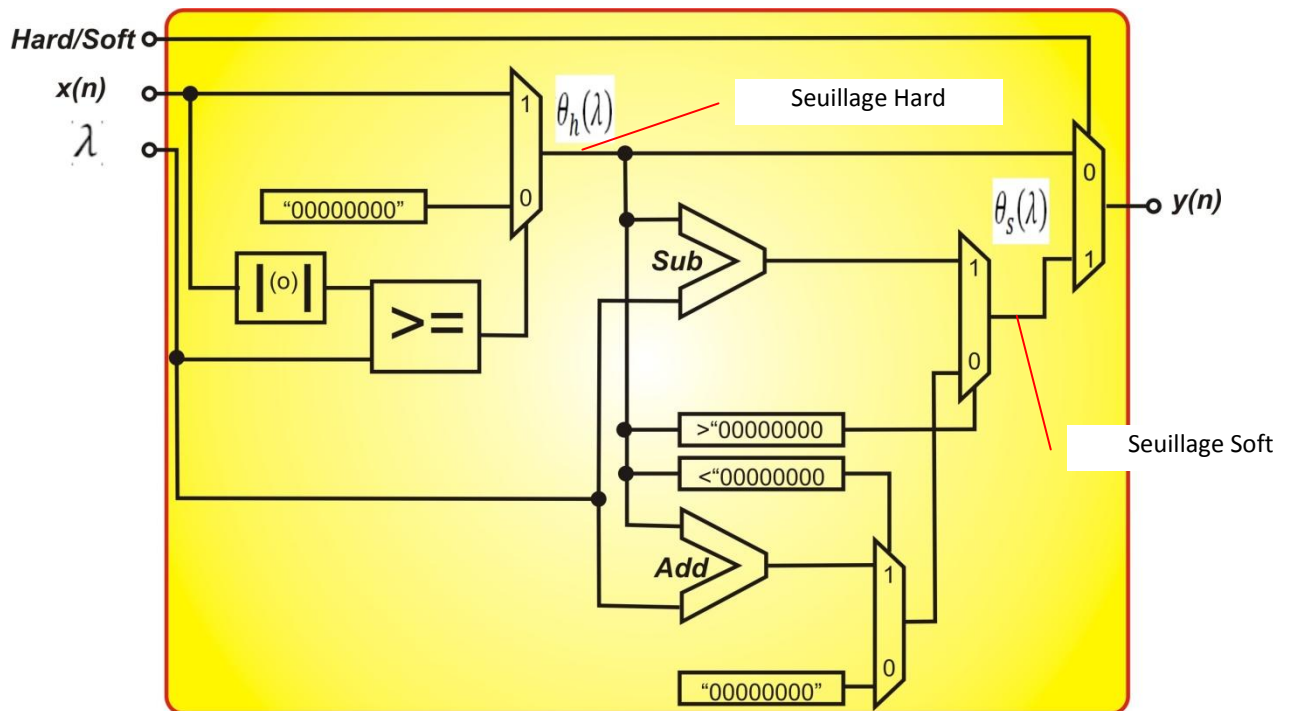 Hard/Soft
x(n)
λ
1
θₕ(λ)
Seuillage Hard
0
“00000000”
|(o)|
>=
Sub
θₛ(λ)
0
1
y(n)
1
0
>“00000000
<“00000000
Seuillage Soft
Add
1
0
“00000000”